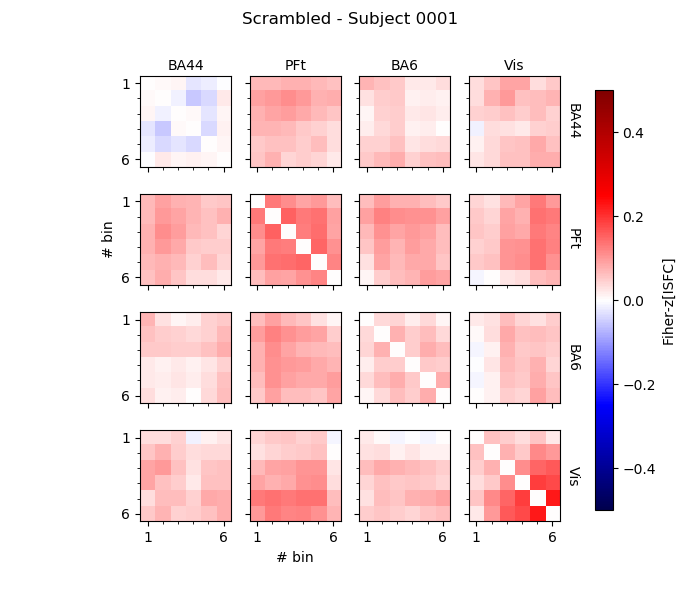 Scrambled - Subject 0001
BA44 PFt BA6 Vis
1
6
BA44
1
6
PFt
# bin
1
6
BA6
1
6
Vis
1 6 1 6 1 6 1 6
# bin
0.4
0.2
0.0
−0.2
−0.4
Fiher-z[ISFC]